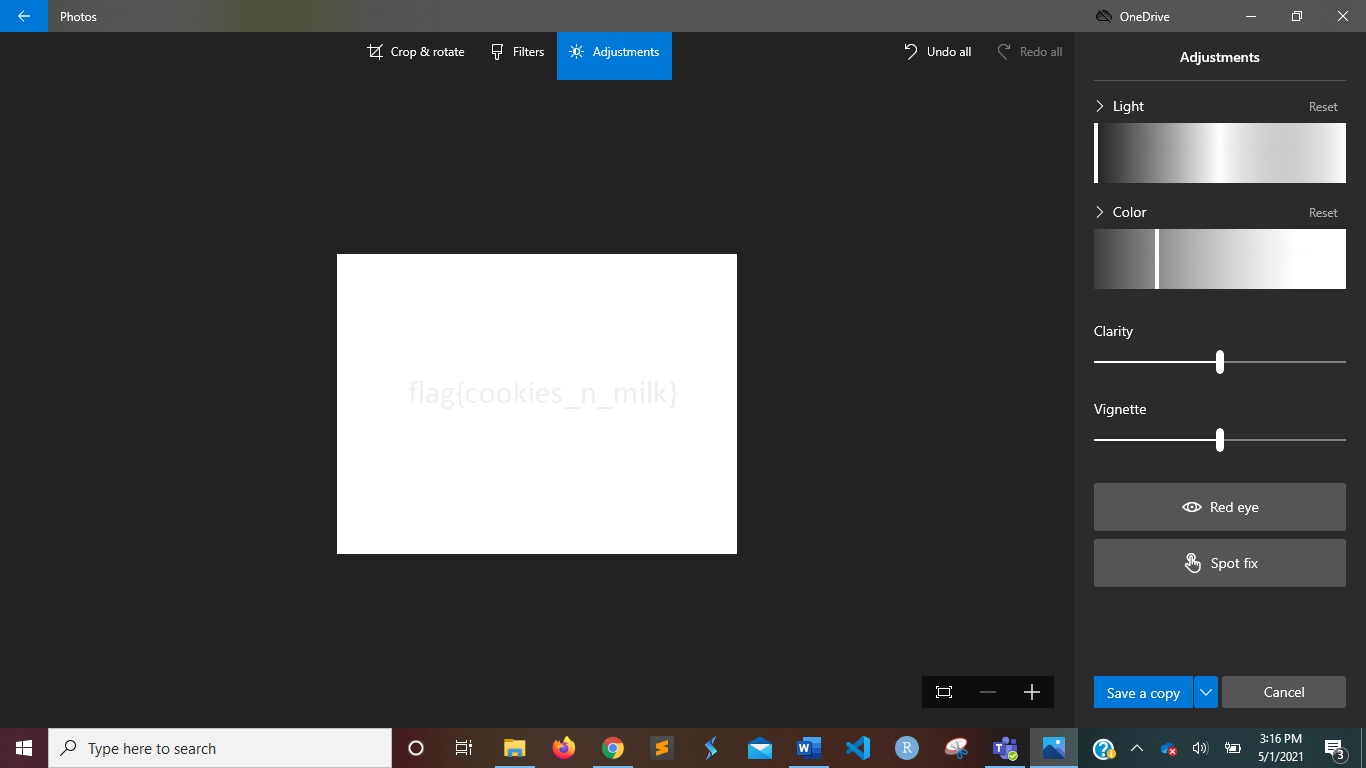 Photos
OneDrive
Crop & rotate
Filters
Adjustments
Undo all
Redo all
Adjustments
Light
Reset
Color
Reset
flag{cookies_n_milk}
Clarity
Vignette
Red eye
Spot fix
Save a copy
Cancel
Type here to search
3:16 PM
5/1/2021
3